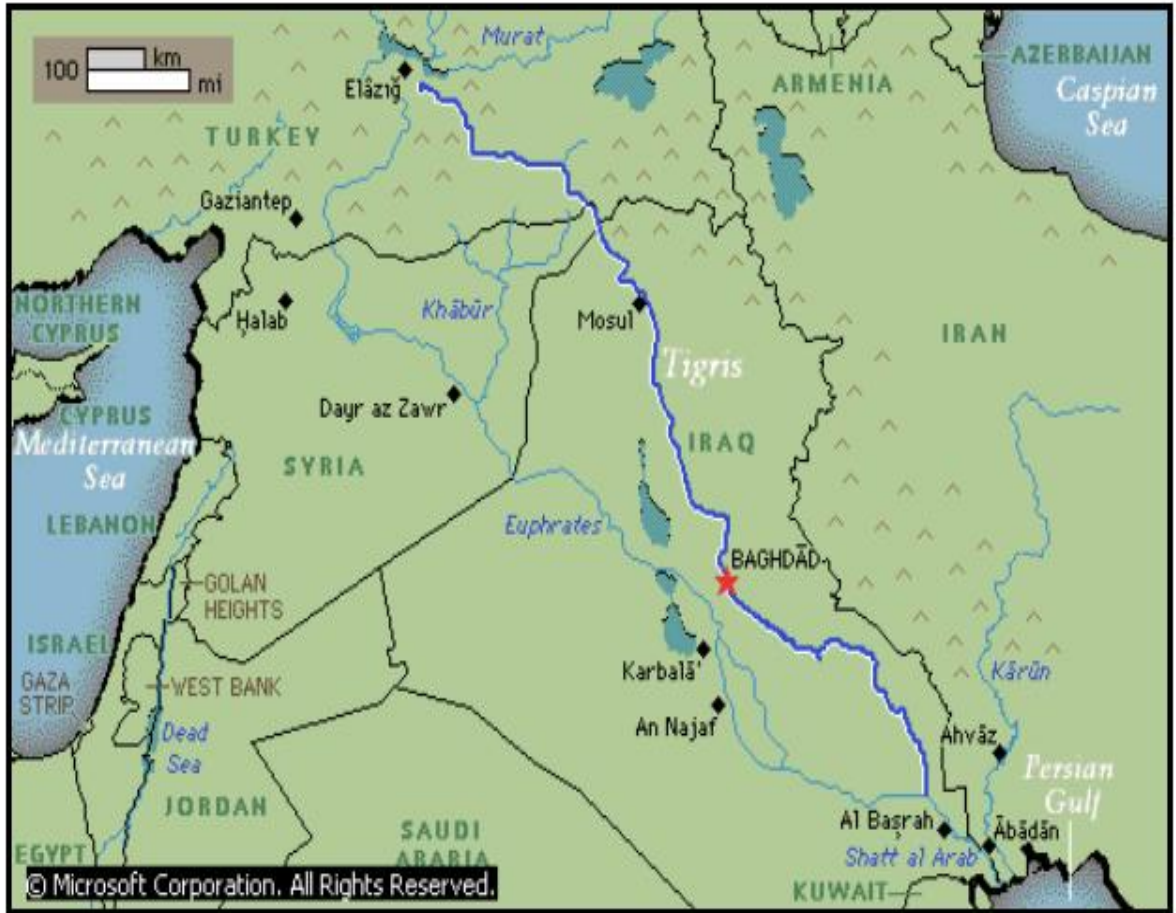 Murat
100
km
mi
Elâzığ
ARMENIA
AZERBAIJAN
Caspian
Sea
TURKEY
Gaziantep
NORTHERN
CYPRUS
Ḥalab
Khābūr
Mosul
Tigris
IRAN
Dayr az Zawr
CYPRUS
Mediterranean
Sea
SYRIA
IRAQ
LEBANON
Euphrates
BAGHDĀD
GOLAN
HEIGHTS
ISRAEL
GAZA
STRIP
WEST BANK
Karbalā'
Kārūn
An Najaf
Dead
Sea
Ahvāz
Persian
Gulf
JORDAN
SAUDI
ARABIA
Al Baṣrah
Ābādān
Shatt al Arab
EGYPT
KUWAIT
© Microsoft Corporation. All Rights Reserved.